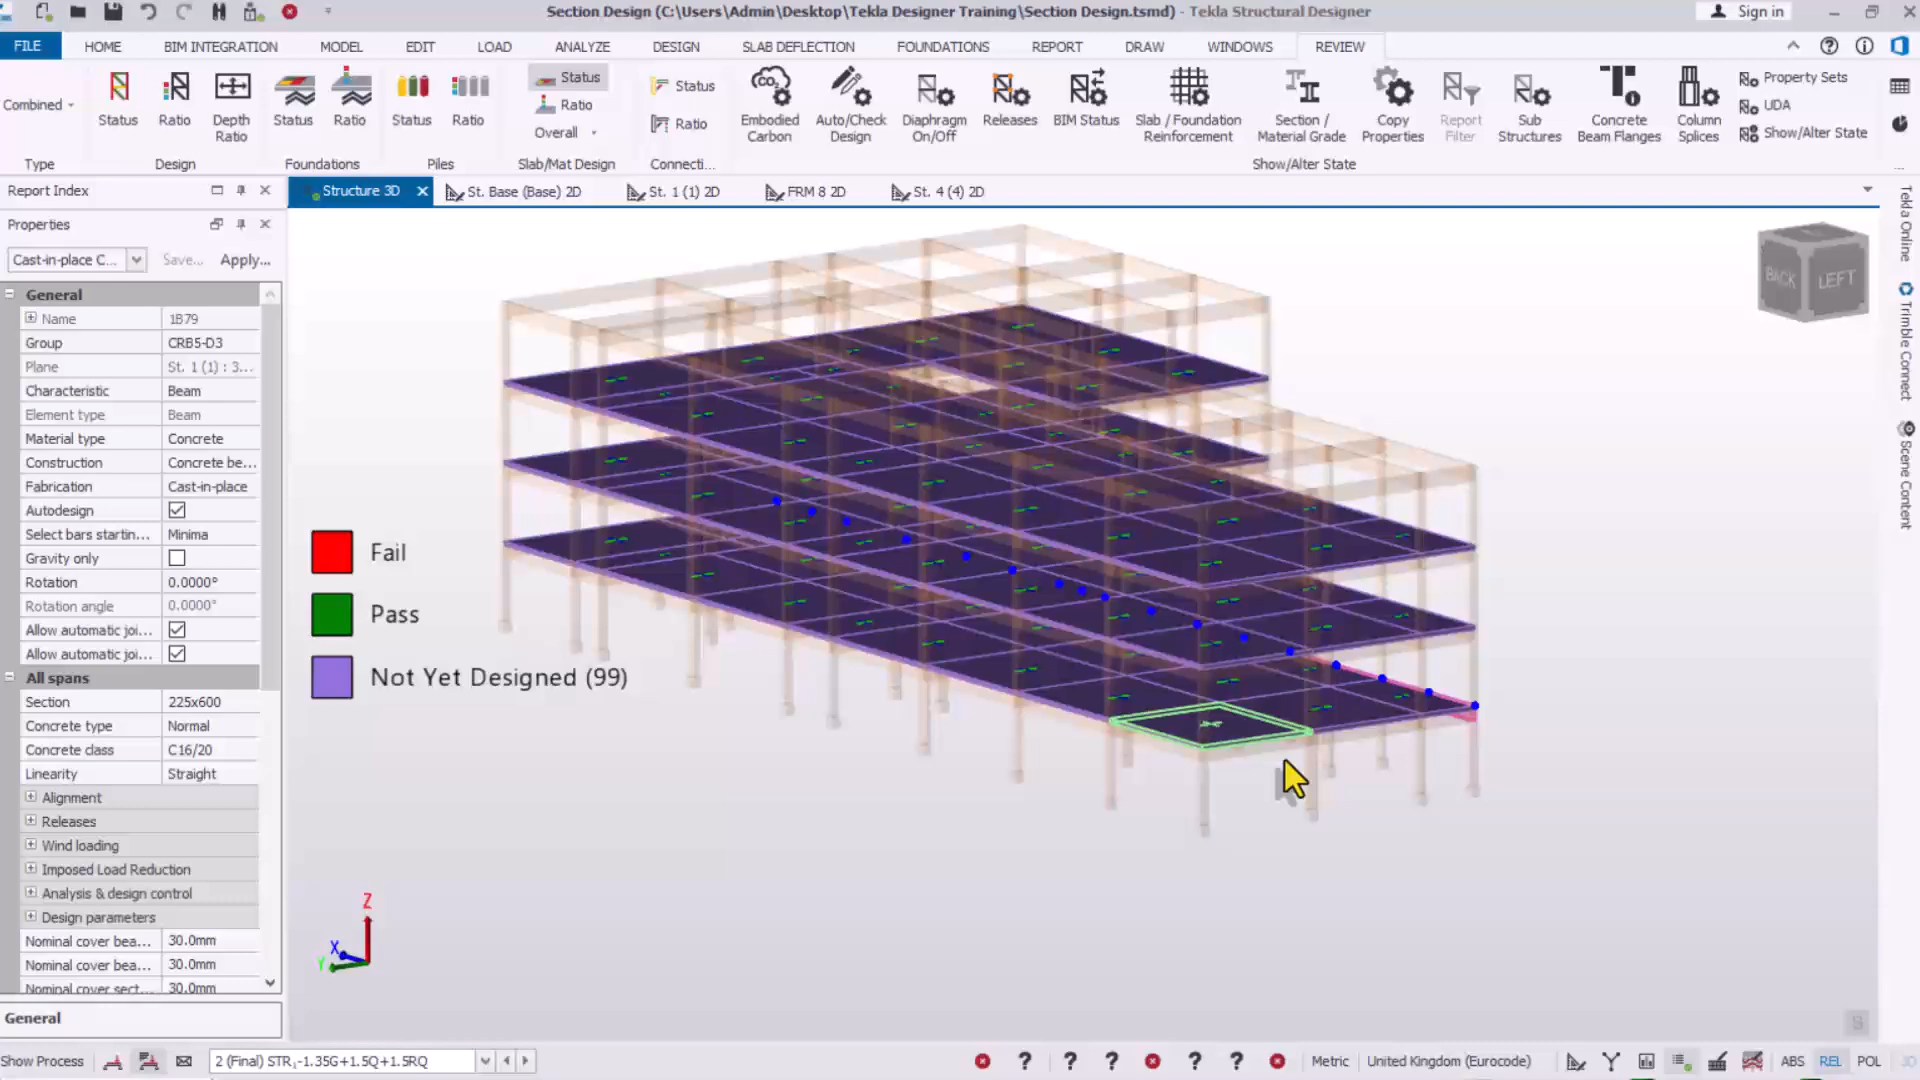 Section Design (C:\Users\Admin\Desktop\Tekla Designer Training\Section Design.tsmd) - Tekla Structural Designer
Sign in
FILE
HOME
BIM INTEGRATION
MODEL
EDIT
LOAD
ANALYZE
DESIGN
SLAB DEFLECTION
FOUNDATIONS
REPORT
DRAW
WINDOWS
REVIEW
Combined
Type
Status
Ratio
Depth
Ratio
Design
Status
Ratio
Foundations
Status
Ratio
Piles
Status
Ratio
Overall
Slab/Mat Design
Status
Ratio
Connecti...
Embodied
Carbon
Auto/Check
Design
Diaphragm
On/Off
Releases
BIM Status
Slab / Foundation
Reinforcement
Section /
Material Grade
Copy
Properties
Report
Filter
Sub
Structures
Concrete
Beam Flanges
Column
Splices
Property Sets
UDA
Show/Alter State
Show/Alter State
Report Index
Structure 3D
St. Base (Base) 2D
St. 1 (1) 2D
FRM 8 2D
St. 4 (4) 2D
Properties
Cast-in-place C...
Save...
Apply...
General
Name 1B79
Group CRB5-D3
Plane St. 1 (1) : 3...
Characteristic Beam
Element type Beam
Material type Concrete
Construction Concrete be...
Fabrication Cast-in-place
Autodesign
Select bars startin... Minima
Gravity only
Rotation 0.0000°
Rotation angle 0.0000°
Allow automatic joi...
Allow automatic joi...
All spans
Section 225x600
Concrete type Normal
Concrete class C16/20
Linearity Straight
Alignment
Releases
Wind loading
Imposed Load Reduction
Analysis & design control
Design parameters
Nominal cover bea... 30.0mm
Nominal cover bea... 30.0mm
Nominal cover sect... 30.0mm
General
Fail
Pass
Not Yet Designed (99)
BACK
LEFT
Z
X
Y
Tekla Online
Trimble Connect
Scene Content
Show Process
2 (Final) STR₁-1.35G+1.5Q+1.5RQ
Metric
United Kingdom (Eurocode)
ABS
REL
POL